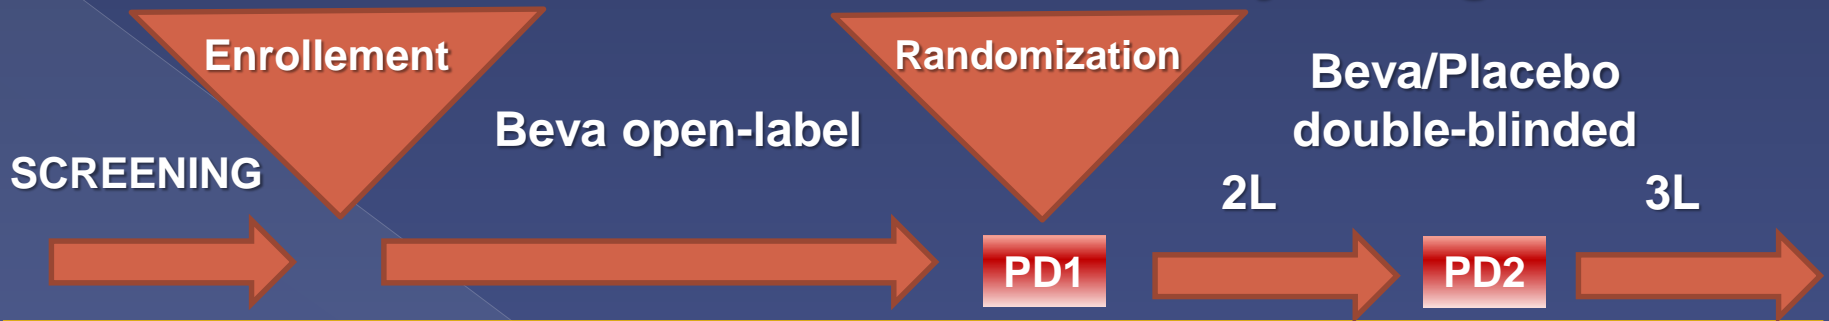 Enrollement
Randomization
Beva/Placebo
double-blinded
Beva open-label
SCREENING
2L
3L
PD1
PD2